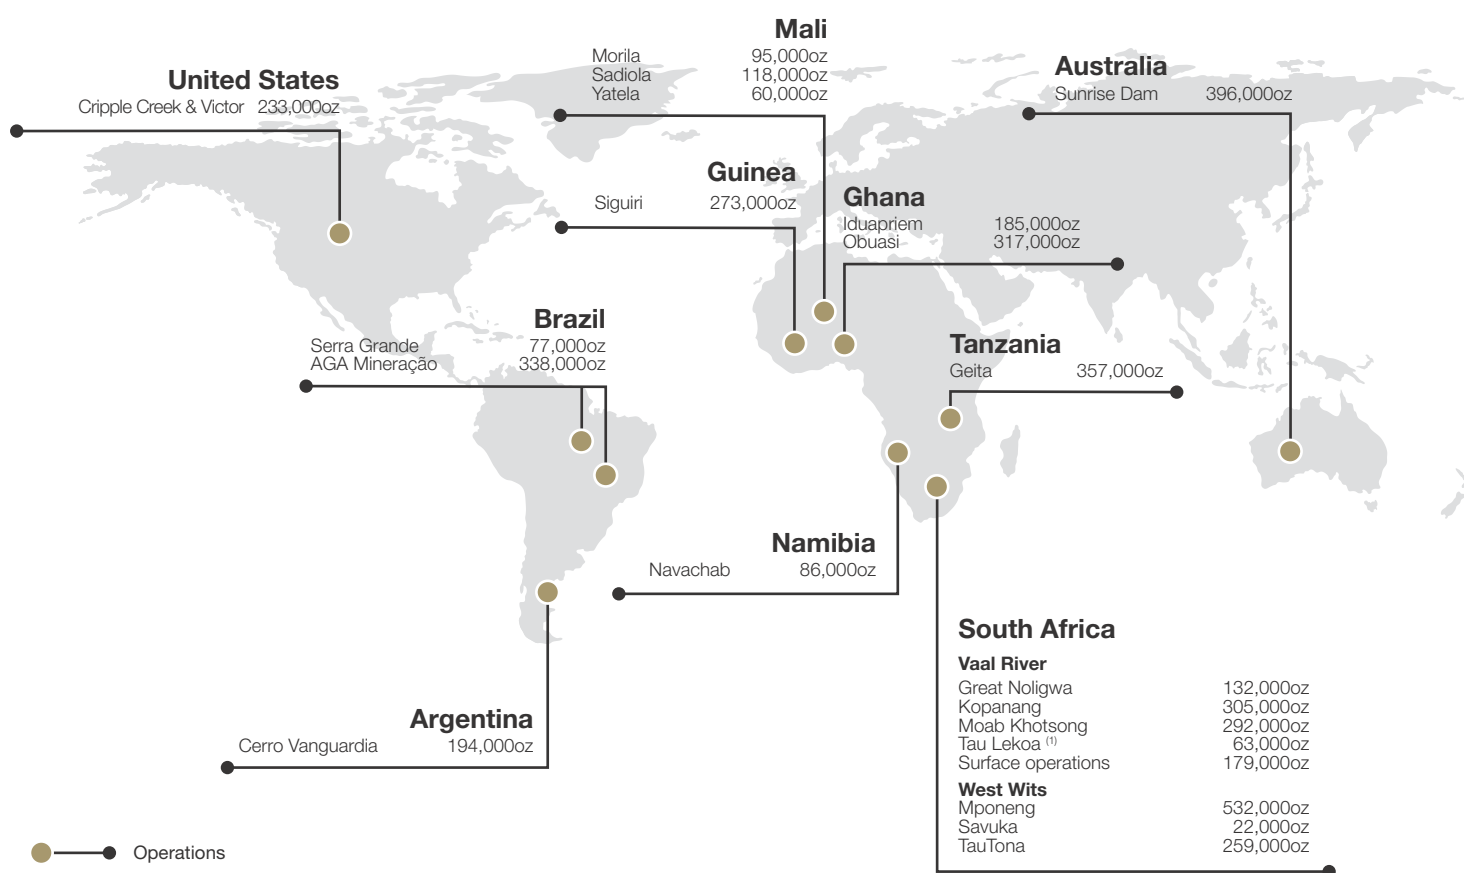 Mali
Morila 95,000oz
Sadiola 118,000oz
Yatela 60,000oz
United States
Cripple Creek & Victor 233,000oz
Australia
Sunrise Dam 396,000oz
Guinea
Siguiri 273,000oz
Ghana
Iduapriem 185,000oz
Obuasi 317,000oz
Brazil
Serra Grande 77,000oz
AGA Mineração 338,000oz
Tanzania
Geita 357,000oz
Namibia
Navachab 86,000oz
Argentina
Cerro Vanguardia 194,000oz
South Africa
Vaal River
Great Noligwa 132,000oz
Kopanang 305,000oz
Moab Khotsong 292,000oz
Tau Lekoa (1) 63,000oz
Surface operations 179,000oz
West Wits
Mponeng 532,000oz
Savuka 22,000oz
TauTona 259,000oz
Operations